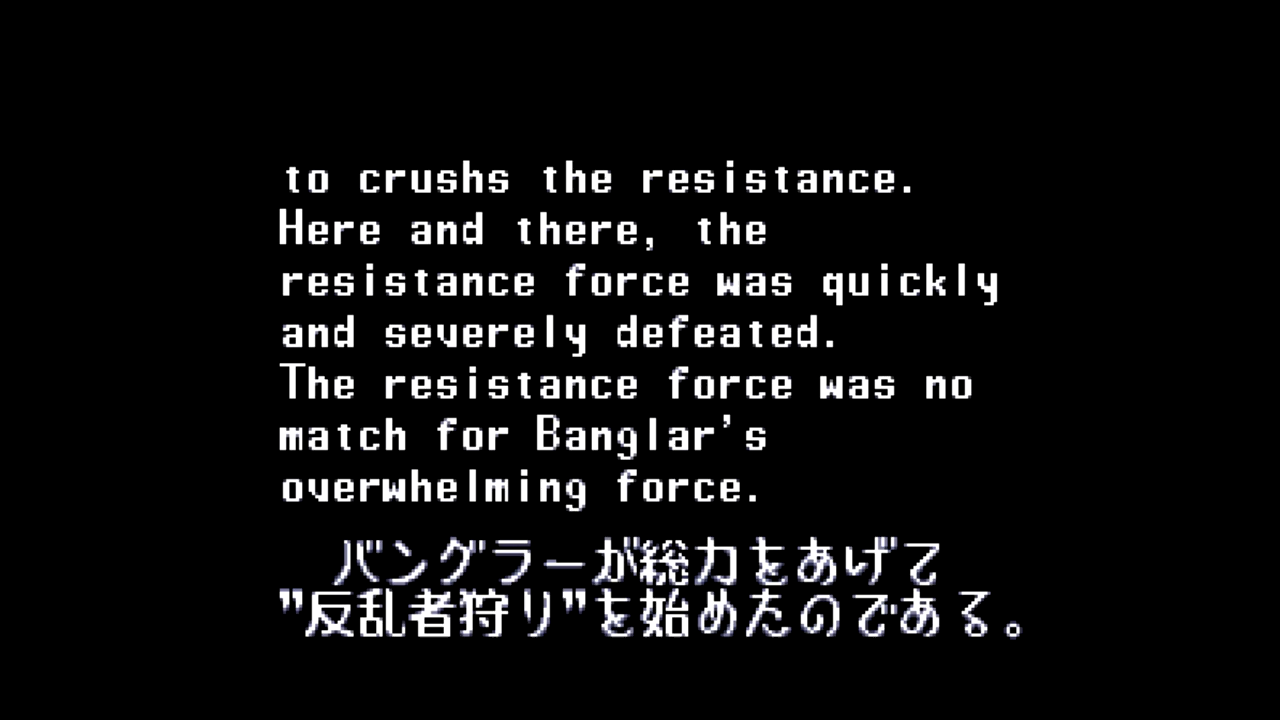 to crushs the resistance.
Here and there, the
resistance force was quickly
and severely defeated.
The resistance force was no
match for Banglar's
overwhelming force.
バングラーが総力をあげて
"反乱者狩り"を始めたのである。